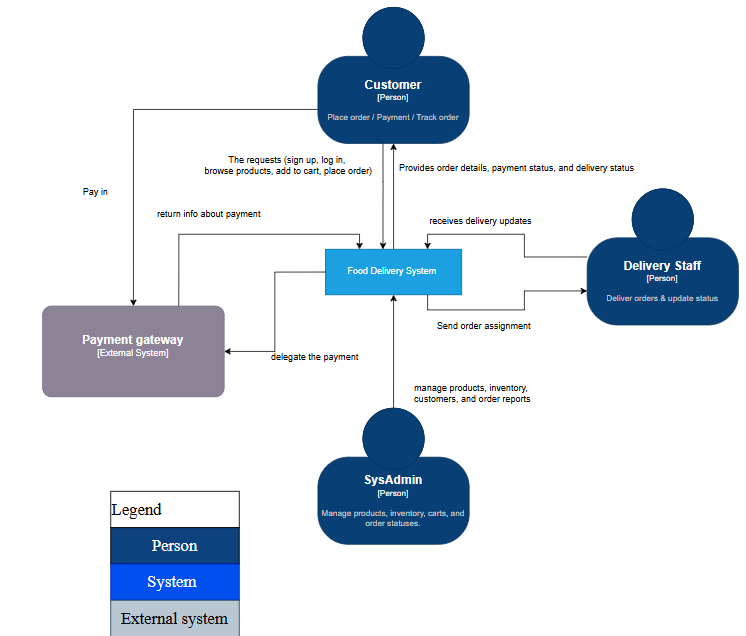 Customer
[Person]
Place order / Payment / Track order
The requests (sign up, log in,
browse products, add to cart, place order)
Provides order details, payment status, and delivery status
Pay in
return info about payment
receives delivery updates
Delivery Staff
[Person]
Deliver orders & update status
Food Delivery System
Send order assignment
Payment gateway
[External System]
delegate the payment
manage products, inventory,
customers, and order reports
SysAdmin
[Person]
Manage products, inventory, carts, and
order statuses.
Legend
Person
System
External system